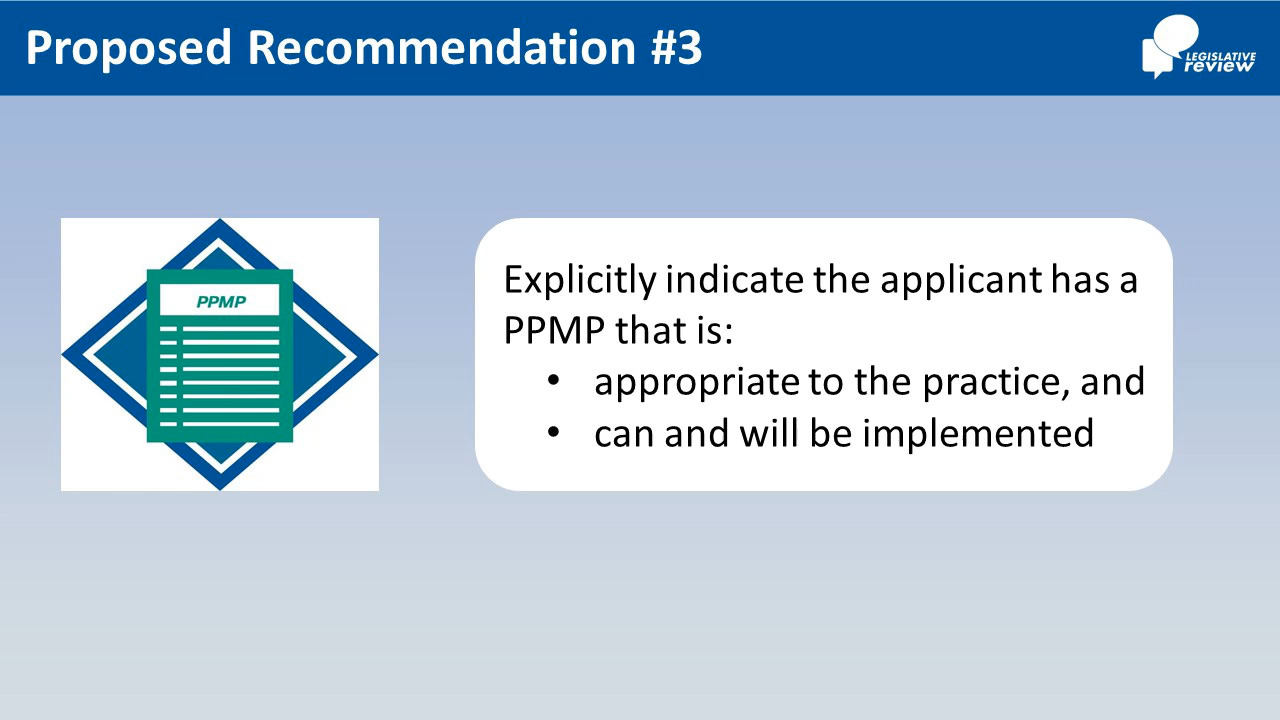 Proposed Recommendation #3
LEGISLATIVE
review
PPMP
Explicitly indicate the applicant has a
PPMP that is:
• appropriate to the practice, and
• can and will be implemented